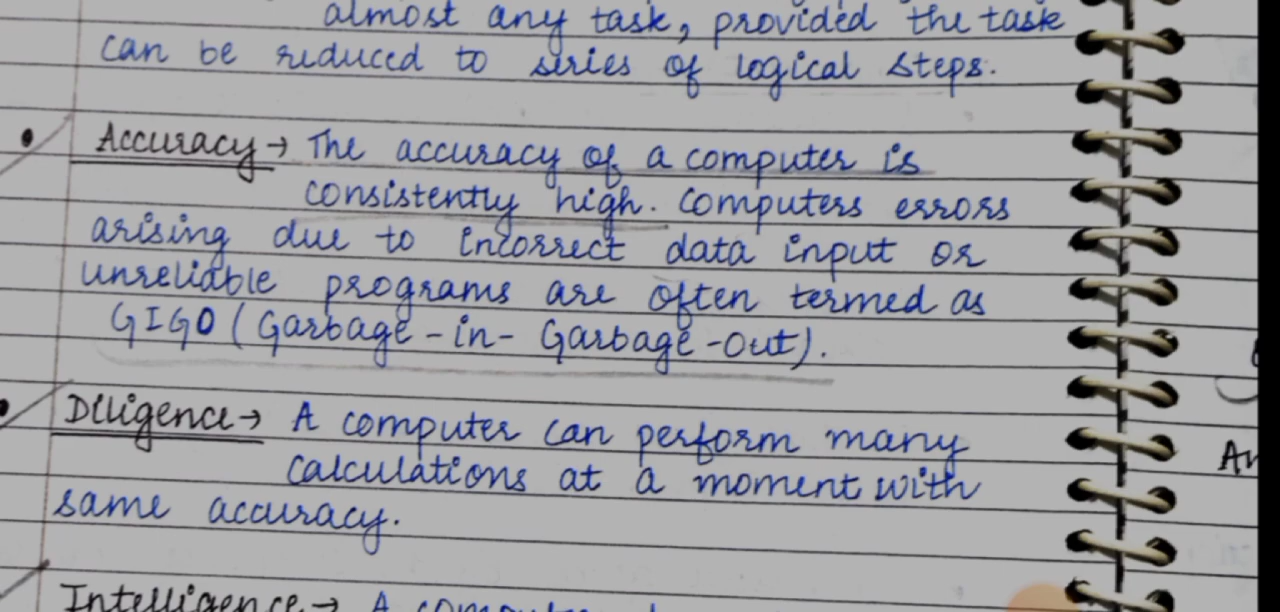 almost any task, provided the task
can be reduced to series of logical steps.
• Accuracy → The accuracy of a computer is
consistently high. Computers errors
arising due to incorrect data input or
unreliable programs are often termed as
GIGO (Garbage-in- Garbage-Out).
• Diligence → A computer can perform many
calculations at a moment with
same accuracy.
Intelligence → A